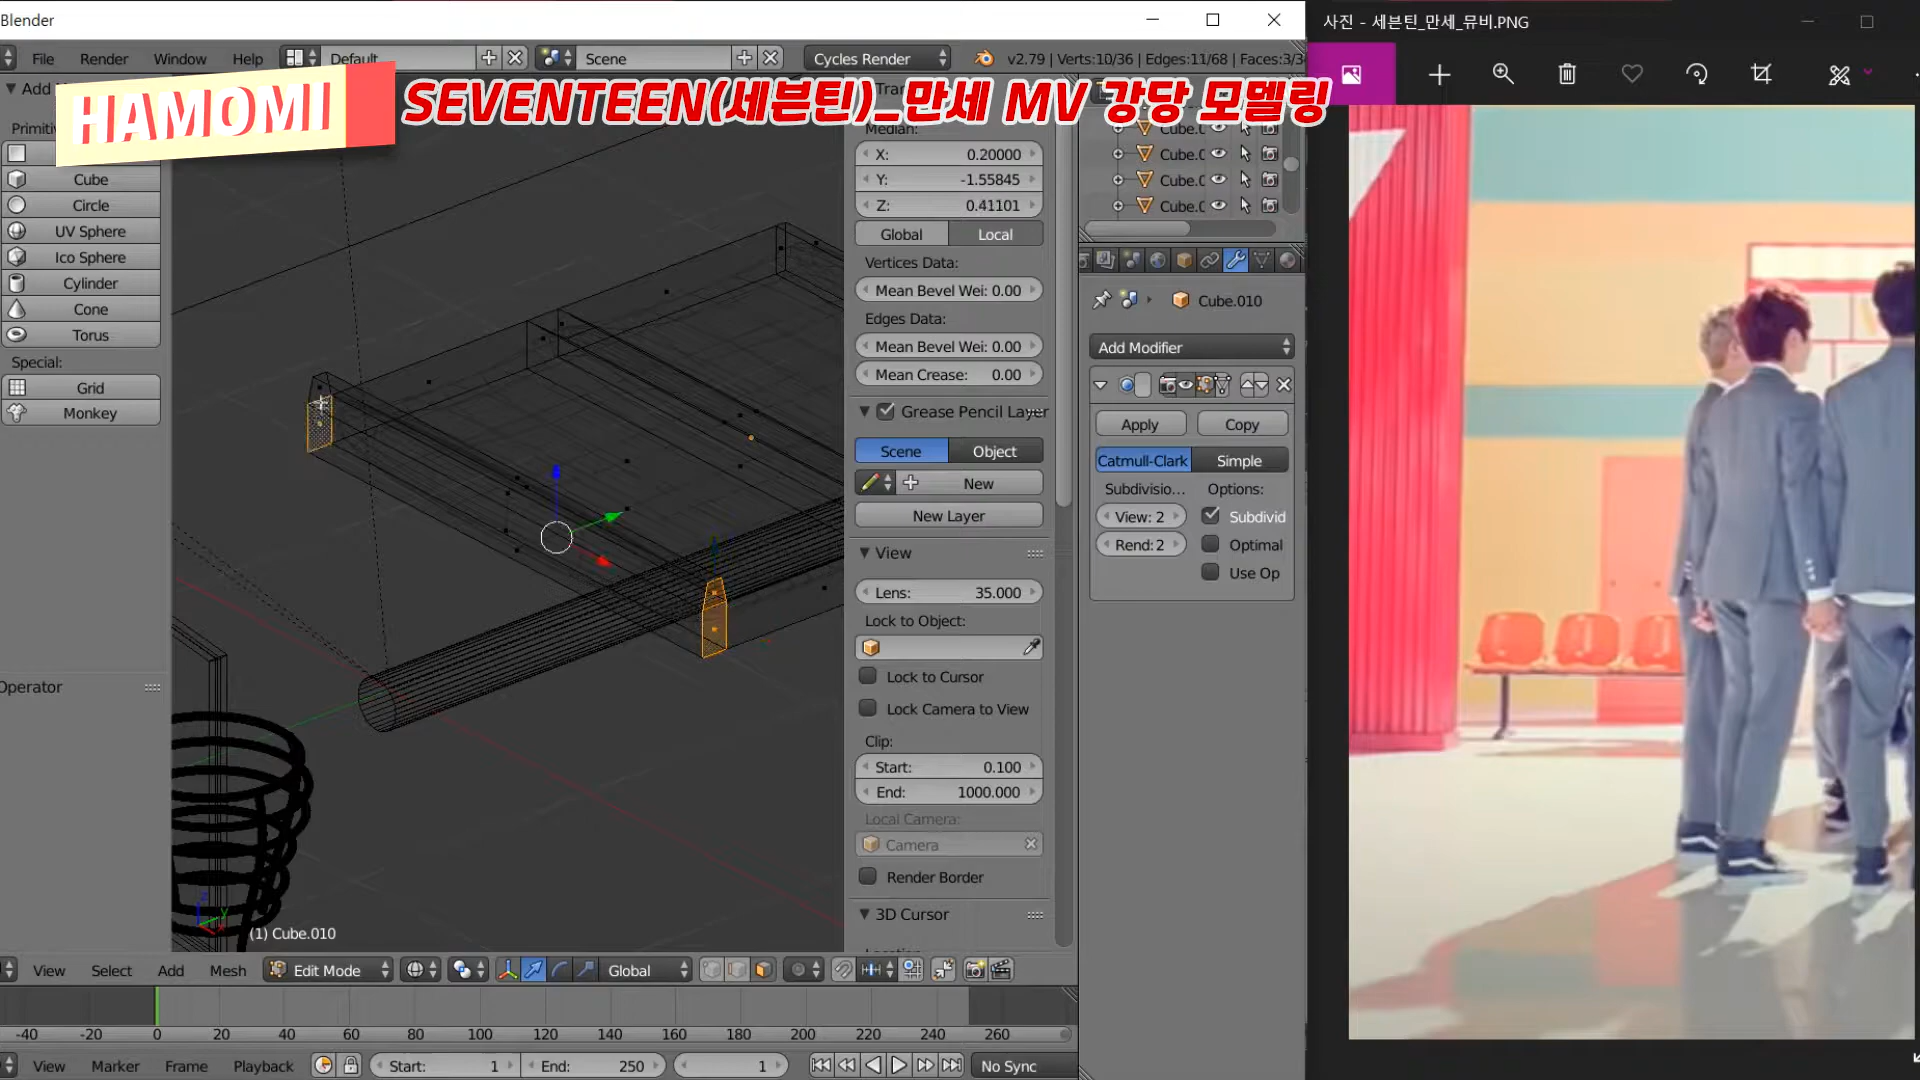 Blender
사진 - 세븐틴_만세_뮤비.PNG
File
Render
Window
Help
Default
Scene
Cycles Render
v2.79 | Verts:10/36 | Edges:11/68 | Faces:3/3
HAMOMI
SEVENTEEN(세븐틴)_만세 MV 강당 모델링
Add
Primiti
Cube
Circle
UV Sphere
Ico Sphere
Cylinder
Cone
Torus
Special:
Grid
Monkey
Operator
(1) Cube.010
Median:
X: 0.20000
Y: -1.55845
Z: 0.41101
Global
Local
Vertices Data:
Mean Bevel Wei: 0.00
Edges Data:
Mean Bevel Wei: 0.00
Mean Crease: 0.00
Grease Pencil Layer
Scene
Object
New
New Layer
View
Lens: 35.000
Lock to Object:
Lock to Cursor
Lock Camera to View
Clip:
Start: 0.100
End: 1000.000
Local Camera:
Camera
Render Border
3D Cursor
Cube.0
Cube.0
Cube.0
Cube.0
Cube.010
Add Modifier
Apply
Copy
Catmull-Clark
Simple
Subdivisio...
Options:
View: 2
Subdivid
Rend: 2
Optimal
Use Op
View
Select
Add
Mesh
Edit Mode
Global
-40 -20 0 20 40 60 80 100 120 140 160 180 200 220 240 260
View
Marker
Frame
Playback
Start: 1
End: 250
1
No Sync